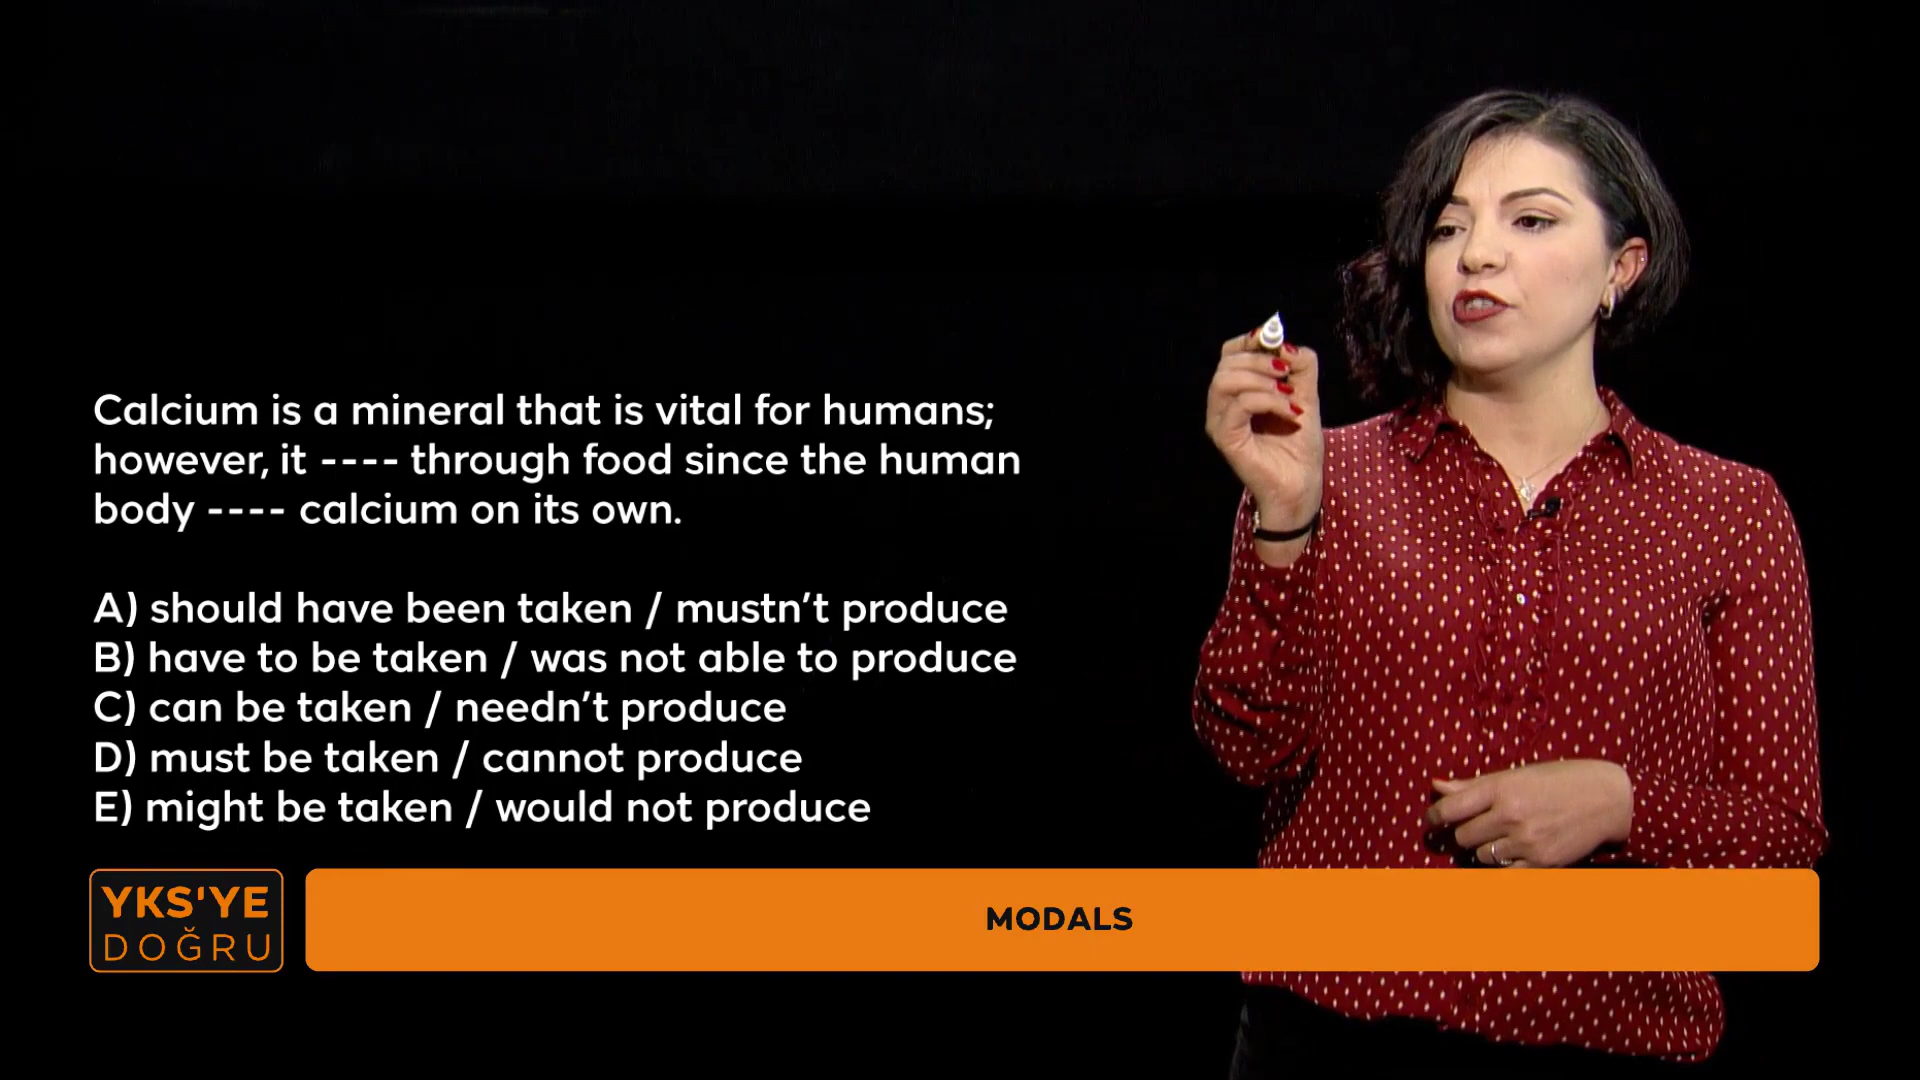 Calcium is a mineral that is vital for humans;
however, it ---- through food since the human
body ---- calcium on its own.
A) should have been taken / mustn’t produce
B) have to be taken / was not able to produce
C) can be taken / needn’t produce
D) must be taken / cannot produce
E) might be taken / would not produce
YKS'YE
DOĞRU
MODALS